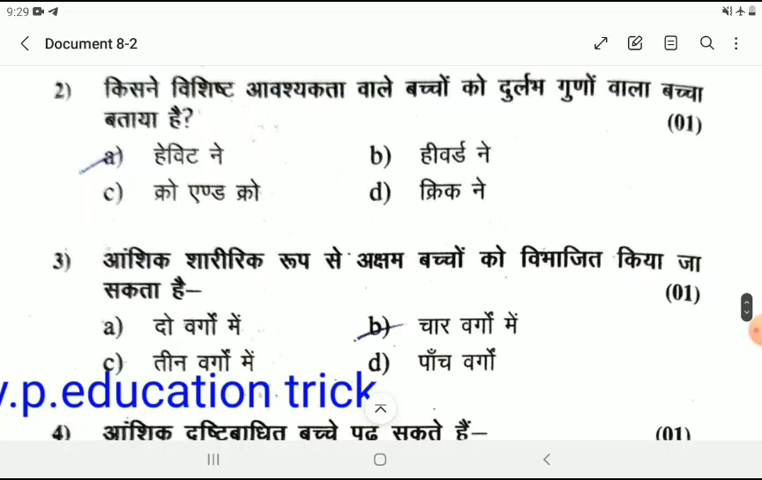 9:29
Document 8-2
2) किसने विशिष्ट आवश्यकता वाले बच्चों को दुर्लभ गुणों वाला बच्चा
बताया है? (01)
a) हेविट ने b) हीवर्ड ने
c) क्रो एण्ड क्रो d) क्रिक ने
3) आंशिक शारीरिक रूप से अक्षम बच्चों को विभाजित किया जा
सकता है– (01)
a) दो वर्गों में b) चार वर्गों में
c) तीन वर्गों में d) पाँच वर्गों
.p.education trick
4) आंशिक दृष्टिबाधित बच्चे पढ़ सकते हैं– (01)